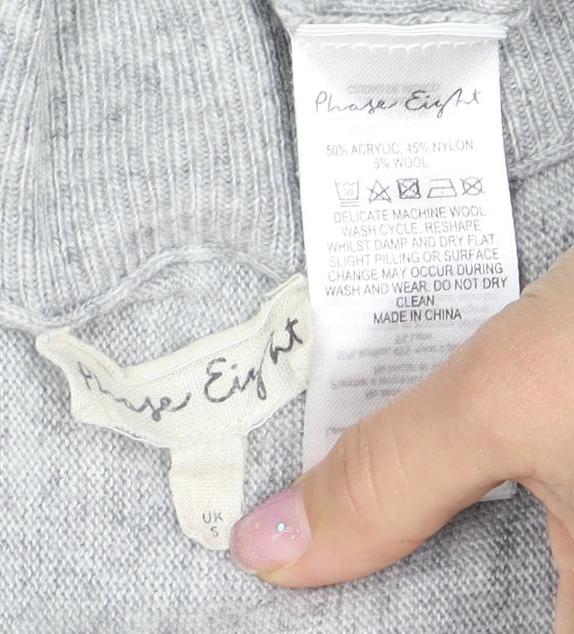 Phase Eight
50% ACRYLIC, 45% NYLON,
5% WOOL
DELICATE MACHINE WOOL
WASH CYCLE. RESHAPE
WHILST DAMP AND DRY FLAT.
SLIGHT PILLING OR SURFACE
CHANGE MAY OCCUR DURING
WASH AND WEAR. DO NOT DRY
CLEAN
MADE IN CHINA
Phase Eight
UK
S